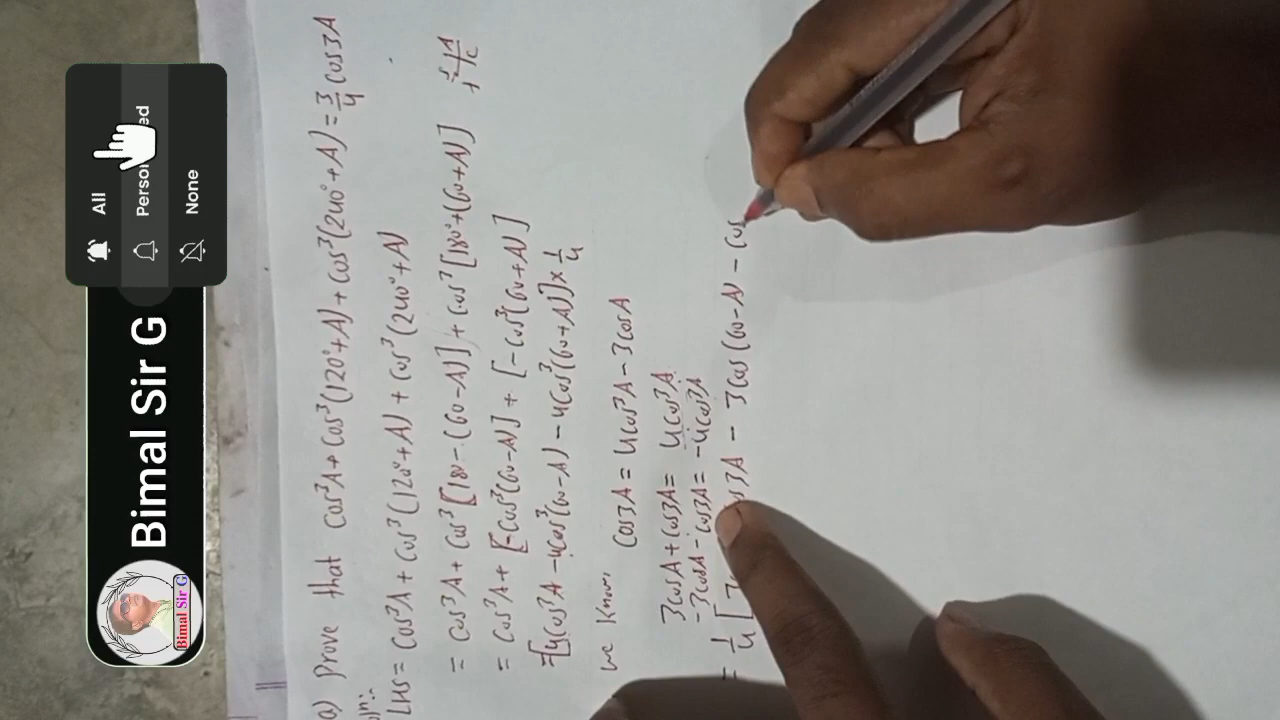 All
Bimal Sir G
None
Bimal Sir G
a) Prove that cos³A + cos³(120°+A) + cos³(240°+A) = 3/4 cos3A
LHS = cos³A + cos³(120°+A) + cos³(240°+A)
= cos³A + cos³[180-(60-A)] + cos³[180°+(60+A)]
= cos³A + [-cos³(60-A)] + [-cos³(60+A)]
=[4cos³A - 4cos³(60-A) - 4cos³(60+A)]× 1/4
we know,
cos3A = 4cos³A - 3cosA
3cosA + cos3A = 4cos³A
-3cosA - cos3A = -4cos³A
= 1/4 [ 3A - 3cos(60-A) - cos